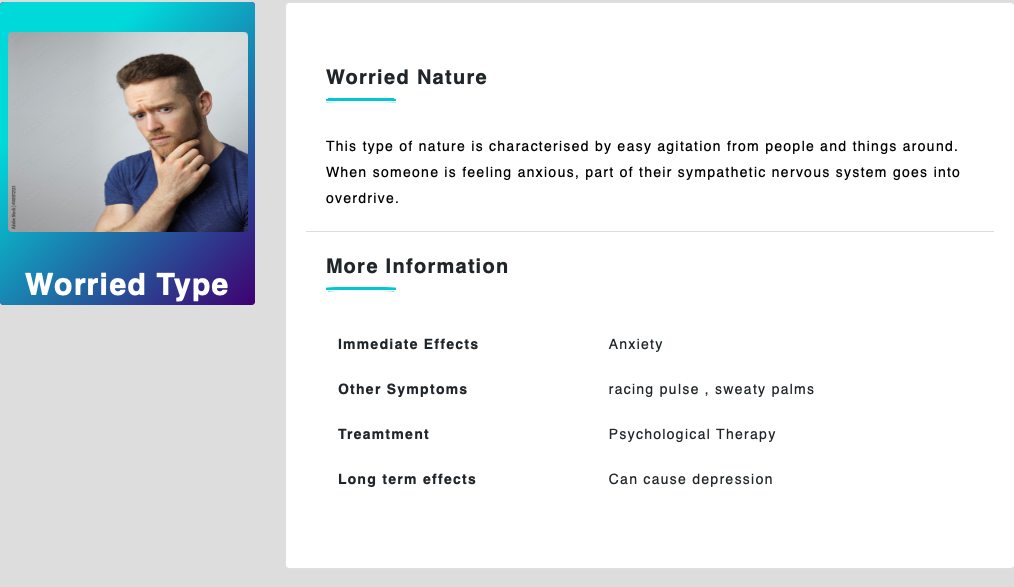 Worried Type
Worried Nature
This type of nature is characterised by easy agitation from people and things around.
When someone is feeling anxious, part of their sympathetic nervous system goes into
overdrive.
More Information
Immediate Effects Anxiety
Other Symptoms racing pulse , sweaty palms
Treamtment Psychological Therapy
Long term effects Can cause depression